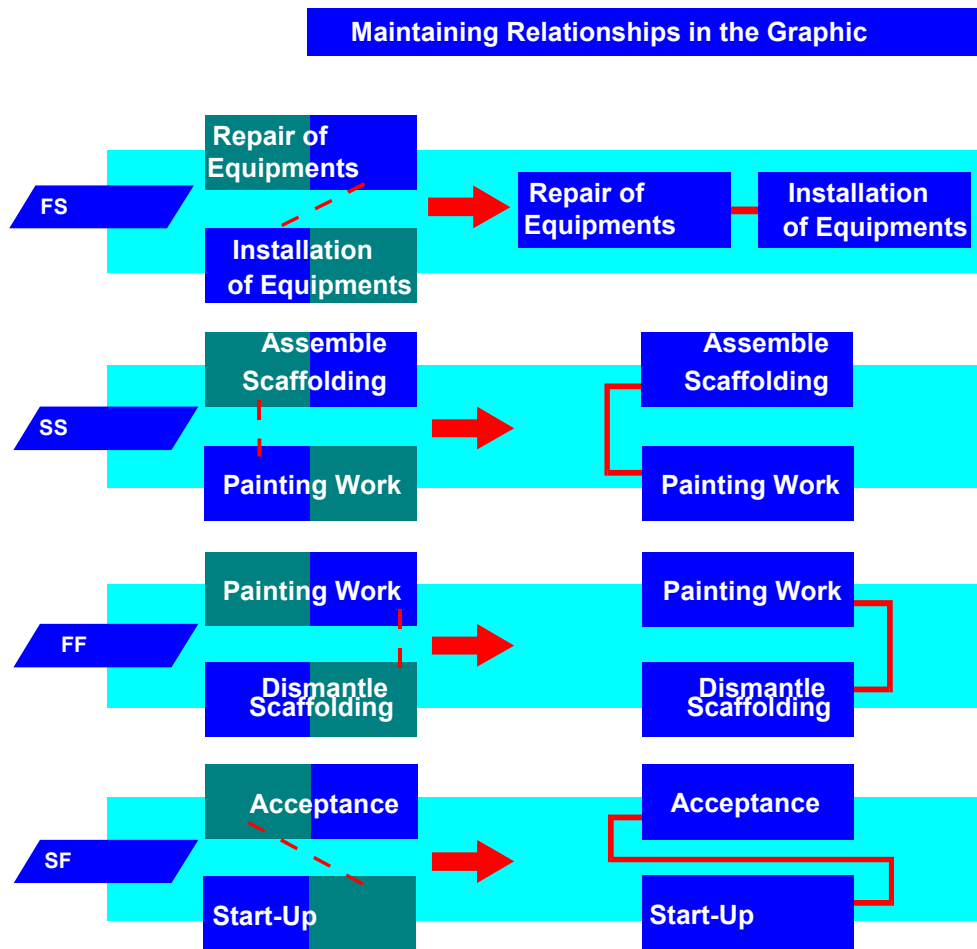 Maintaining Relationships in the Graphic
FS
Repair of
Equipments
Installation
of Equipments
Repair of
Equipments
Installation
of Equipments
SS
Assemble
Scaffolding
Painting Work
Assemble
Scaffolding
Painting Work
FF
Painting Work
Dismantle
Scaffolding
Painting Work
Dismantle
Scaffolding
SF
Acceptance
Start-Up
Acceptance
Start-Up